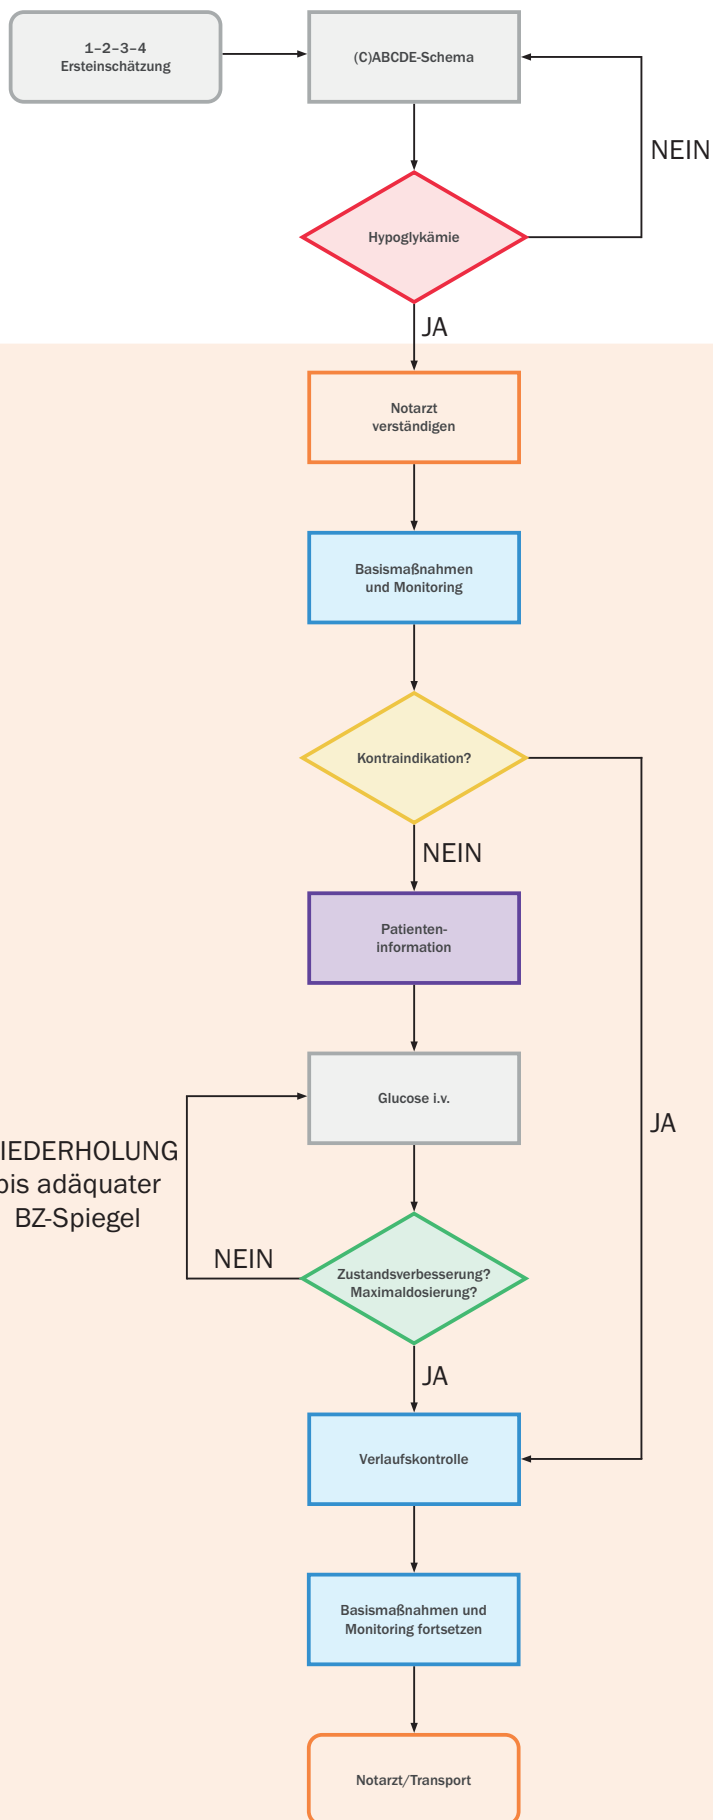 1–2–3–4
Ersteinschätzung
(C)ABCDE-Schema
NEIN
Hypoglykämie
JA
Notarzt
verständigen
Basismaßnahmen
und Monitoring
Kontraindikation?
NEIN
Patienten-
information
Glucose i.v.
JA
IEDERHOLUNG
bis adäquater
BZ-Spiegel
NEIN
Zustandsverbesserung?
Maximaldosierung?
JA
Verlaufskontrolle
Basismaßnahmen und
Monitoring fortsetzen
Notarzt/Transport